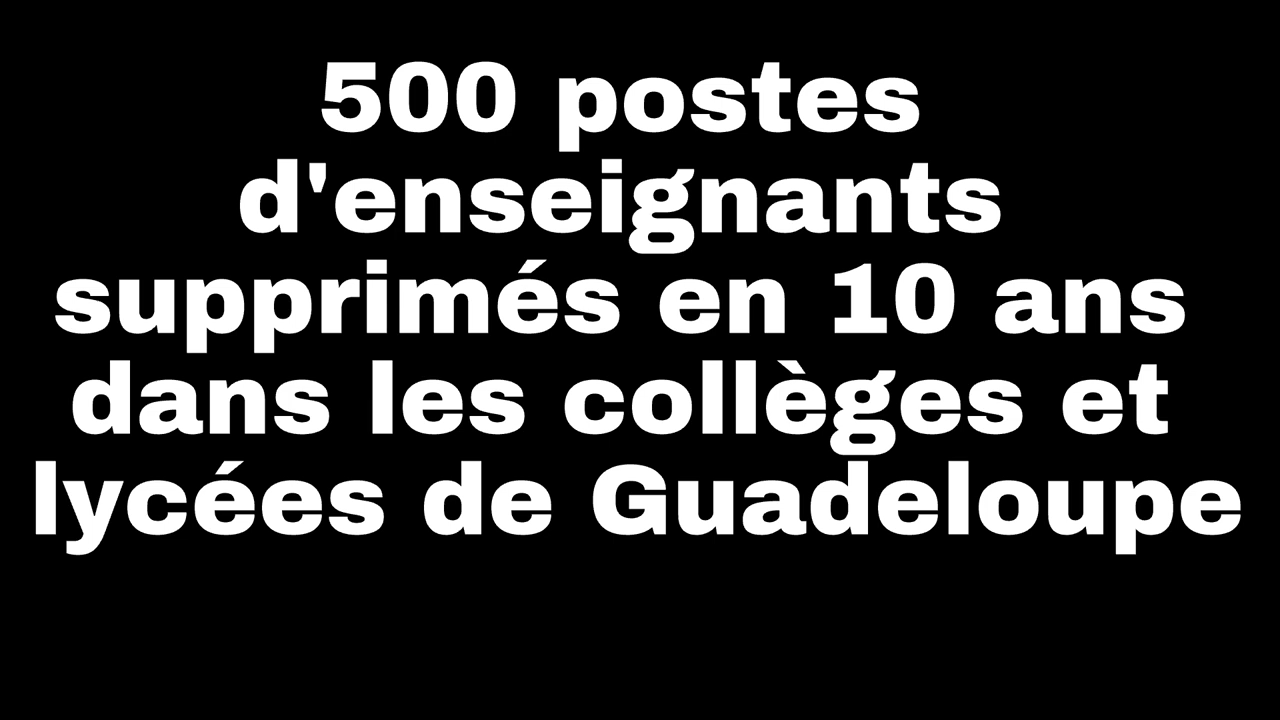 500 postes
d'enseignants
supprimés en 10 ans
dans les collèges et
lycées de Guadeloupe